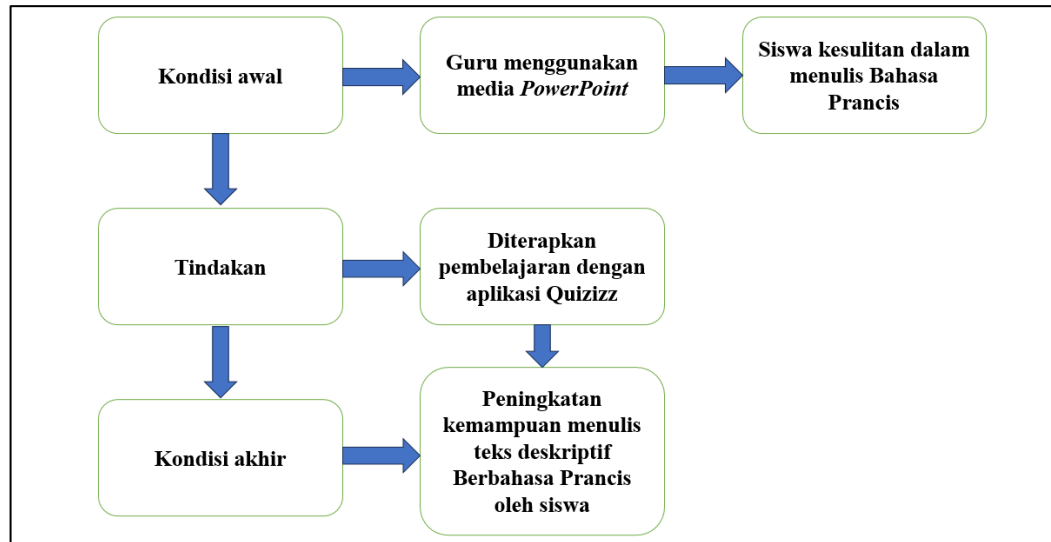 Kondisi awal
Guru menggunakan
media PowerPoint
Siswa kesulitan dalam
menulis Bahasa
Prancis
Tindakan
Diterapkan
pembelajaran dengan
aplikasi Quizizz
Kondisi akhir
Peningkatan
kemampuan menulis
teks deskriptif
Berbahasa Prancis
oleh siswa